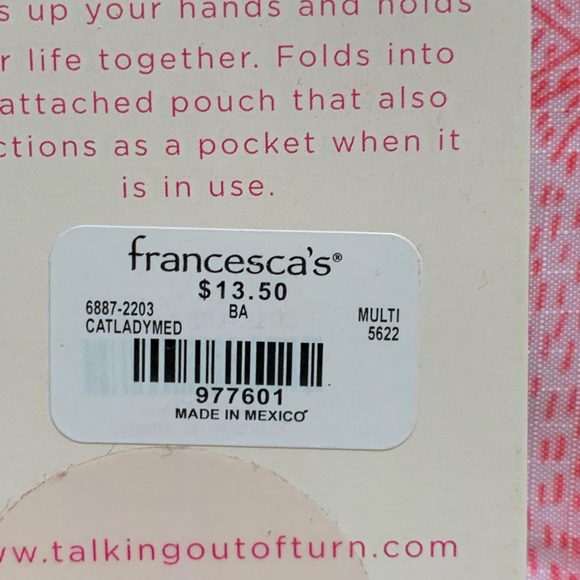 s up your hands and holds
r life together. Folds into
attached pouch that also
ctions as a pocket when it
is in use.
francesca's®
$13.50
6887-2203 BA MULTI
CATLADYMED 5622
977601
MADE IN MEXICO
ww.talkingoutofturn.com